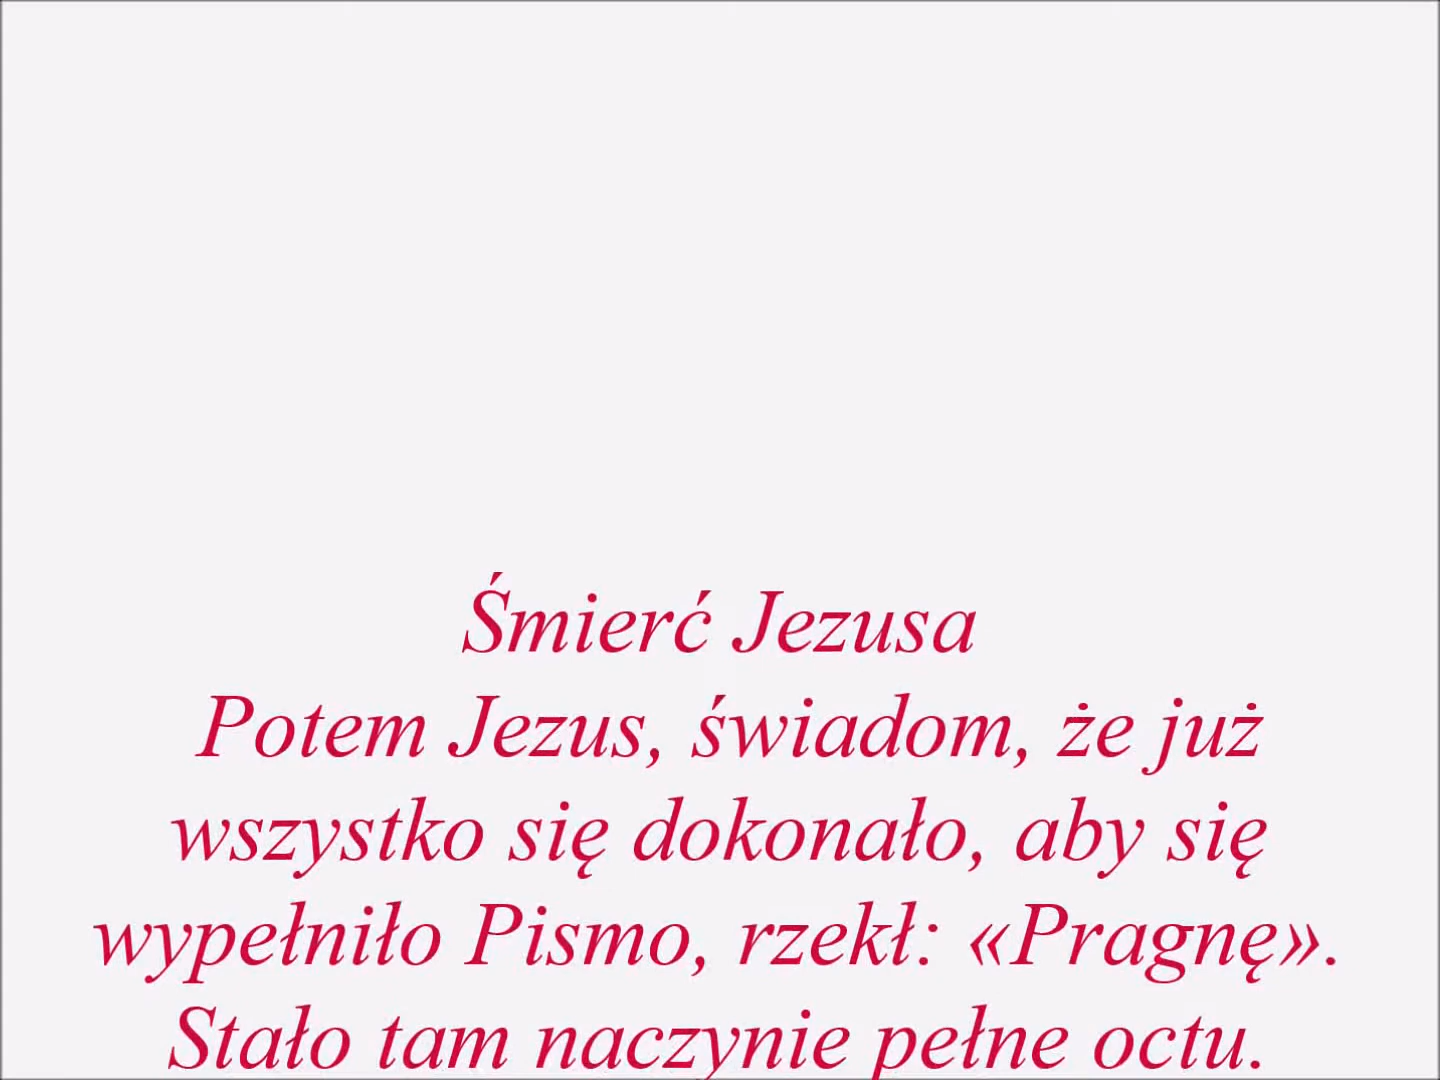 Śmierć Jezusa
Potem Jezus, świadom, że już
wszystko się dokonało, aby się
wypełniło Pismo, rzekł: «Pragnę».
Stało tam naczynie pełne octu.